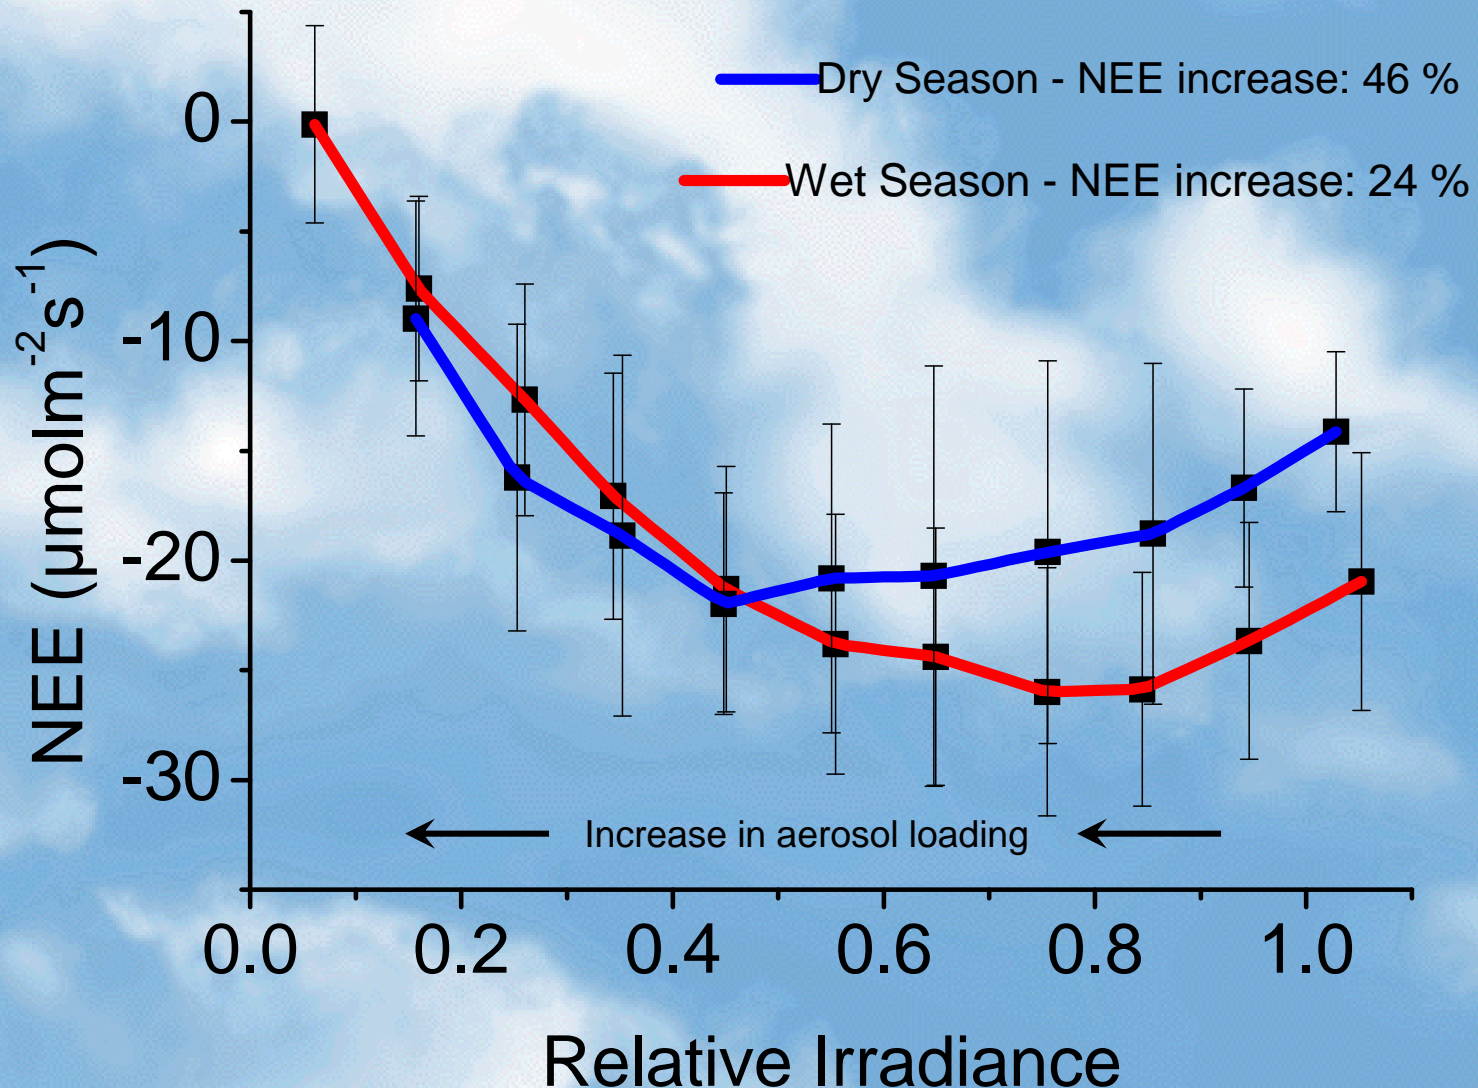 Dry Season - NEE increase: 46 %
Wet Season - NEE increase: 24 %
NEE (µmolm⁻²s⁻¹)
0
-10
-20
-30
Increase in aerosol loading
0.0 0.2 0.4 0.6 0.8 1.0
Relative Irradiance